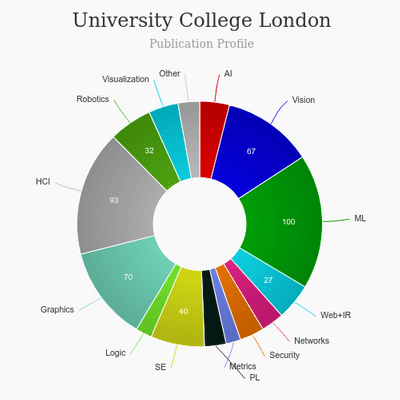 University College London
Publication Profile
Other
AI
Visualization
Vision
Robotics
32
67
HCI
93
100
ML
70
27
Graphics
40
Web+IR
Logic
Networks
SE
Security
Metrics
PL